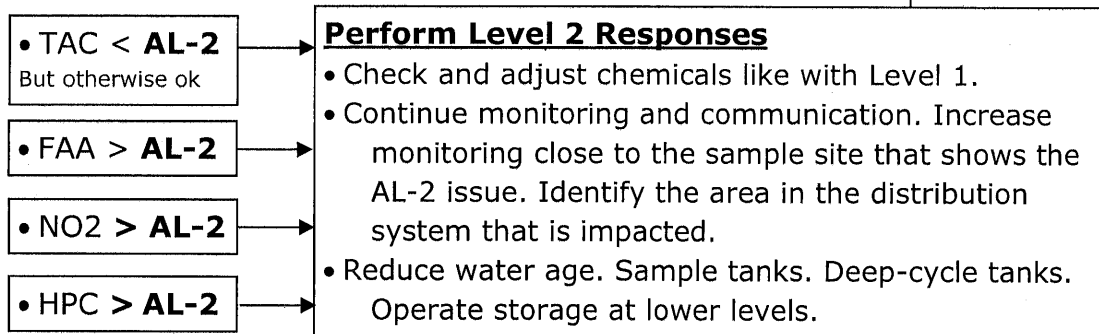 • TAC < AL-2
But otherwise ok
• FAA > AL-2
• NO2 > AL-2
• HPC > AL-2
Perform Level 2 Responses
• Check and adjust chemicals like with Level 1.
• Continue monitoring and communication. Increase
monitoring close to the sample site that shows the
AL-2 issue. Identify the area in the distribution
system that is impacted.
• Reduce water age. Sample tanks. Deep-cycle tanks.
Operate storage at lower levels.